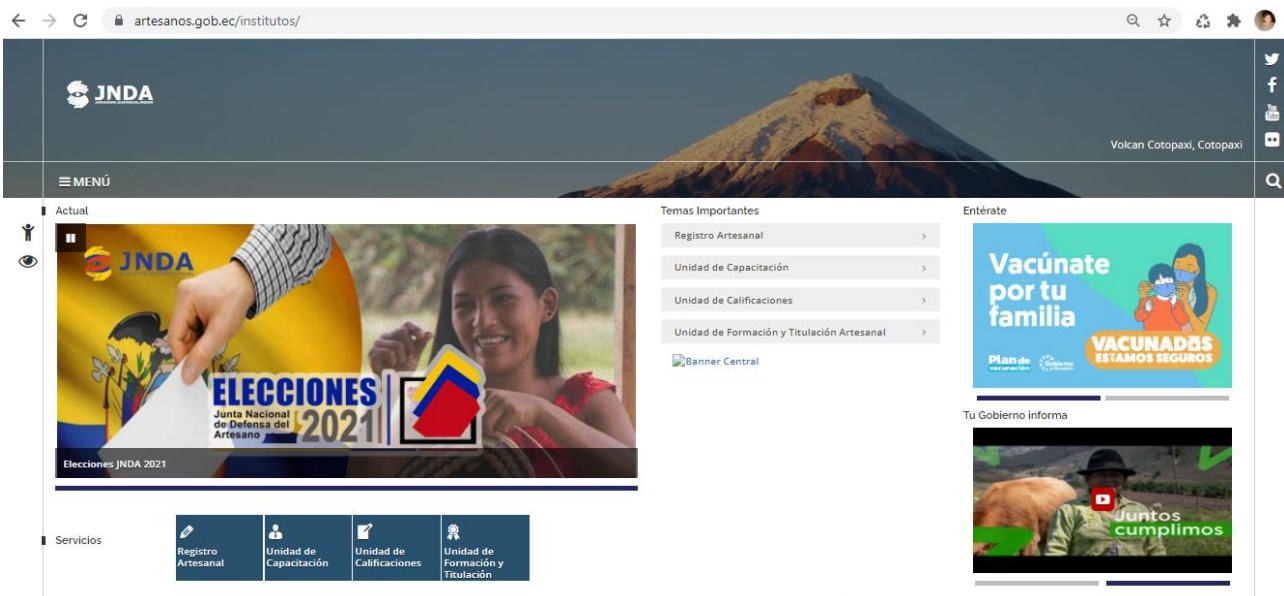 artesanos.gob.ec/institutos/
JNDA
Volcan Cotopaxi, Cotopaxi
MENÚ
Actual
JNDA
ELECCIONES
Junta Nacional
de Defensa del
Artesano
2021
Elecciones JNDA 2021
Temas Importantes
Registro Artesanal
Unidad de Capacitación
Unidad de Calificaciones
Unidad de Formación y Titulación Artesanal
Banner Central
Entérate
Vacúnate
por tu
familia
VACUNADOS
ESTAMOS SEGUROS
Plan de
vacunación
Tu Gobierno informa
Juntos
cumplimos
Servicios
Registro
Artesanal
Unidad de
Capacitación
Unidad de
Calificaciones
Unidad de
Formación y
Titulación